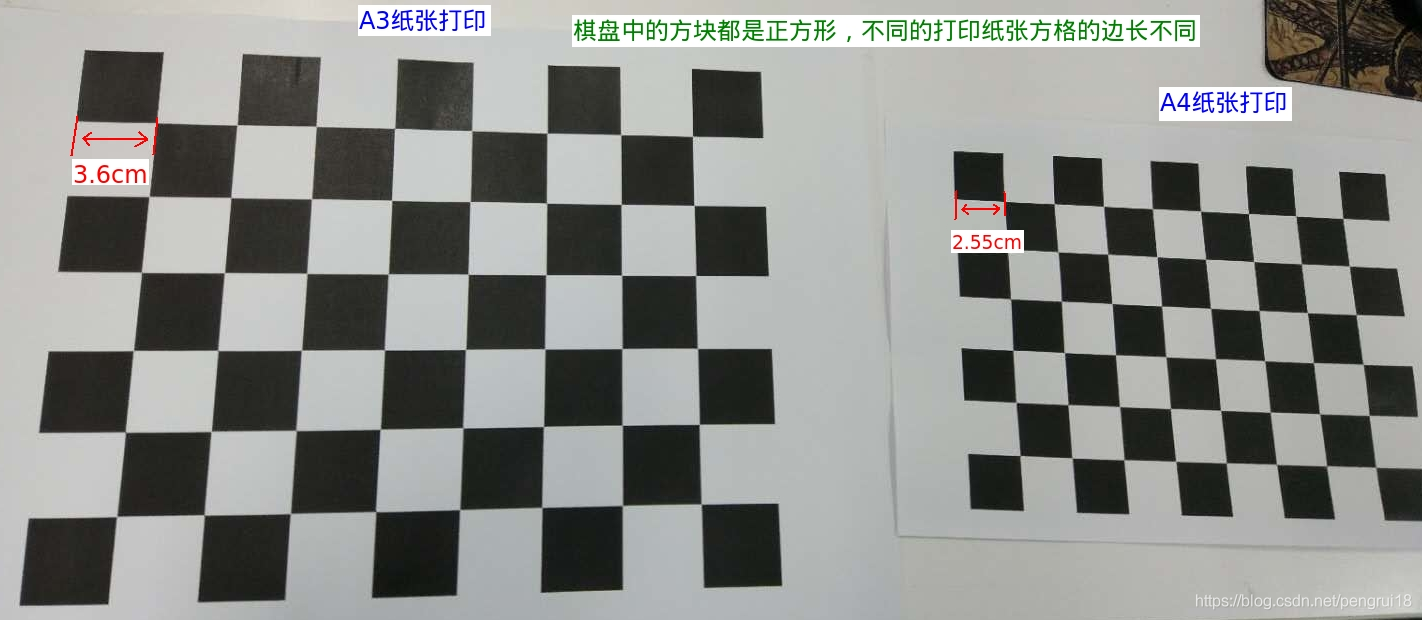 A3纸张打印
棋盘中的方块都是正方形，不同的打印纸张方格的边长不同
A4纸张打印
3.6cm
2.55cm
https://blog.csdn.net/pengrui18